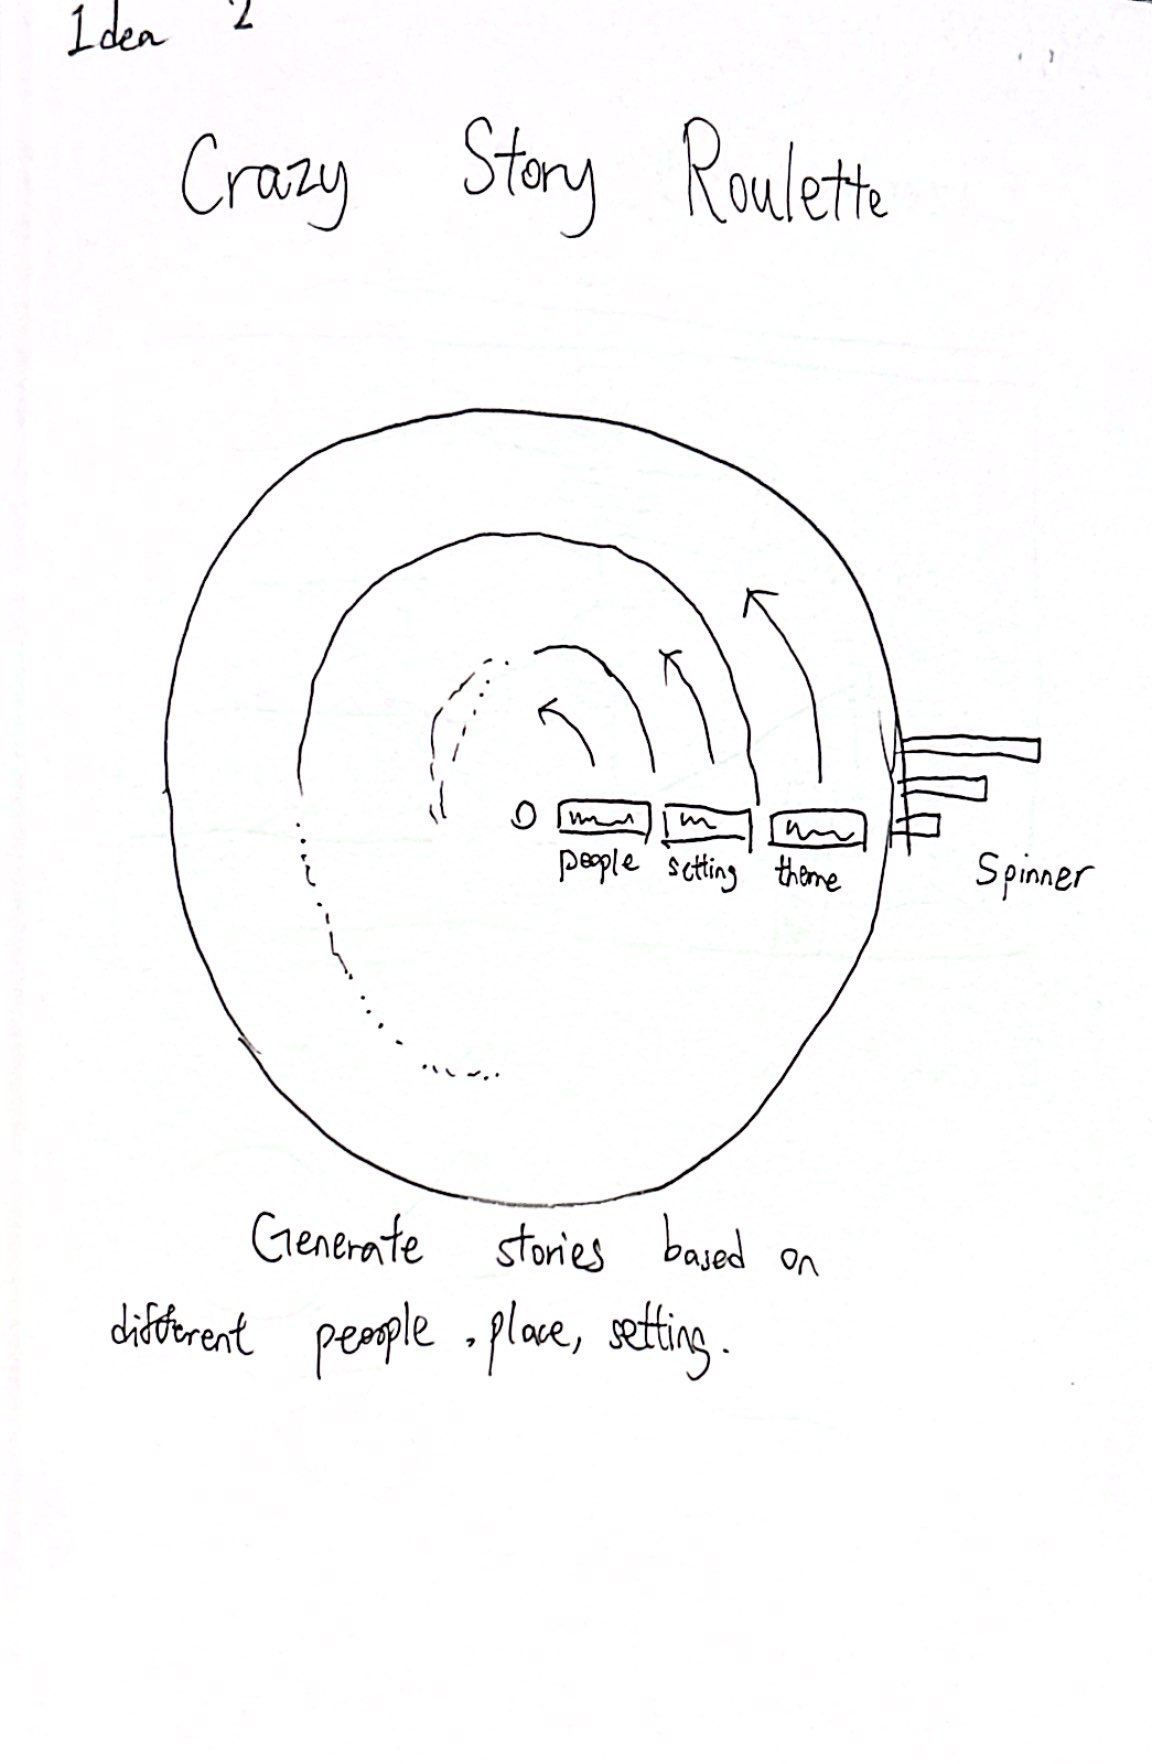 Idea 2
Crazy Story Roulette
people setting theme
Spinner
Generate stories based on
different people, place, setting.